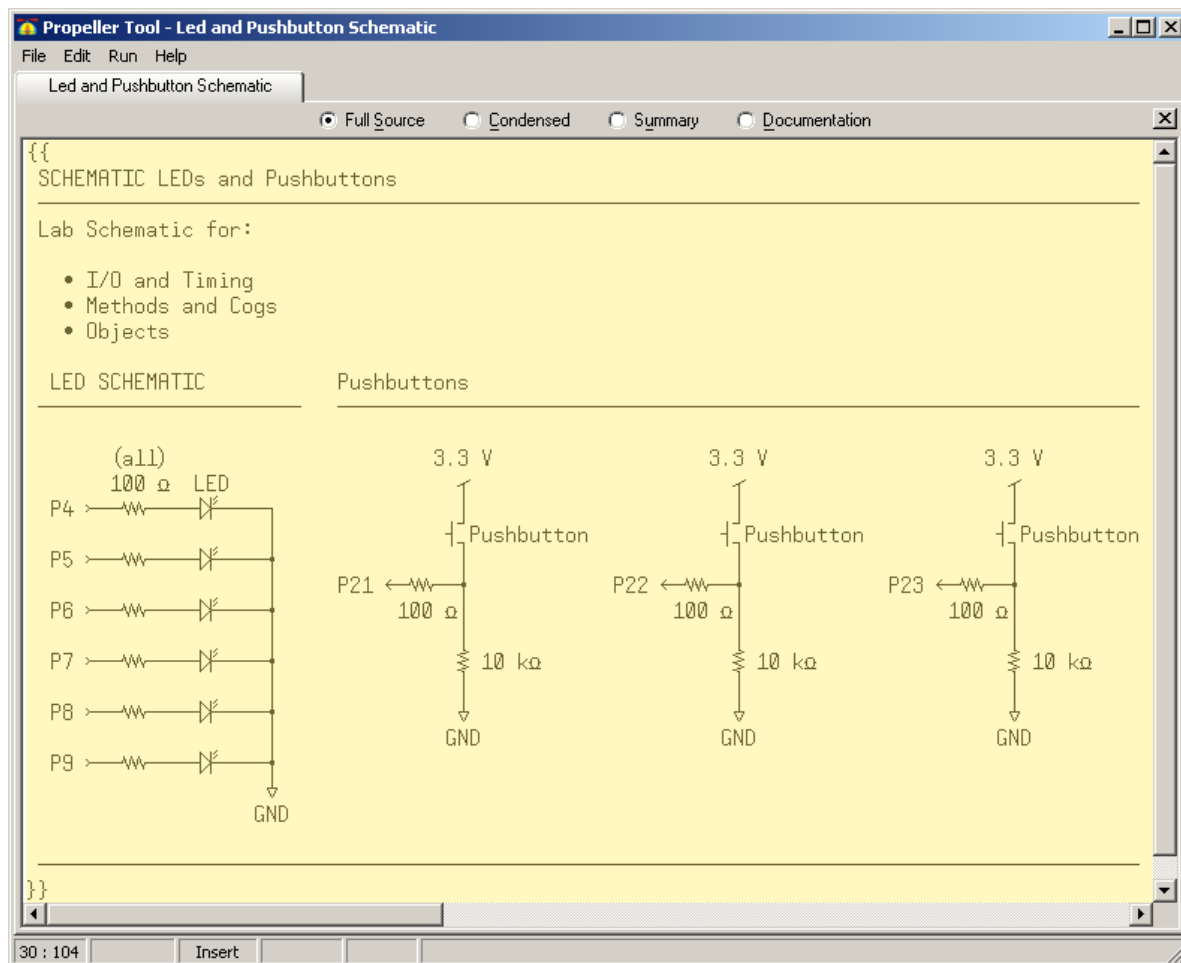 Propeller Tool - Led and Pushbutton Schematic
File Edit Run Help
Led and Pushbutton Schematic
Full Source Condensed Summary Documentation
{{
SCHEMATIC LEDs and Pushbuttons
Lab Schematic for:
• I/O and Timing
• Methods and Cogs
• Objects
LED SCHEMATIC Pushbuttons
(all) 3.3 V 3.3 V 3.3 V
100 Ω LED
P4
Pushbutton Pushbutton Pushbutton
P5
P21 P22 P23
P6 100 Ω 100 Ω 100 Ω
P7 10 kΩ 10 kΩ 10 kΩ
P8
GND GND GND
P9
GND
}}
30 : 104 Insert